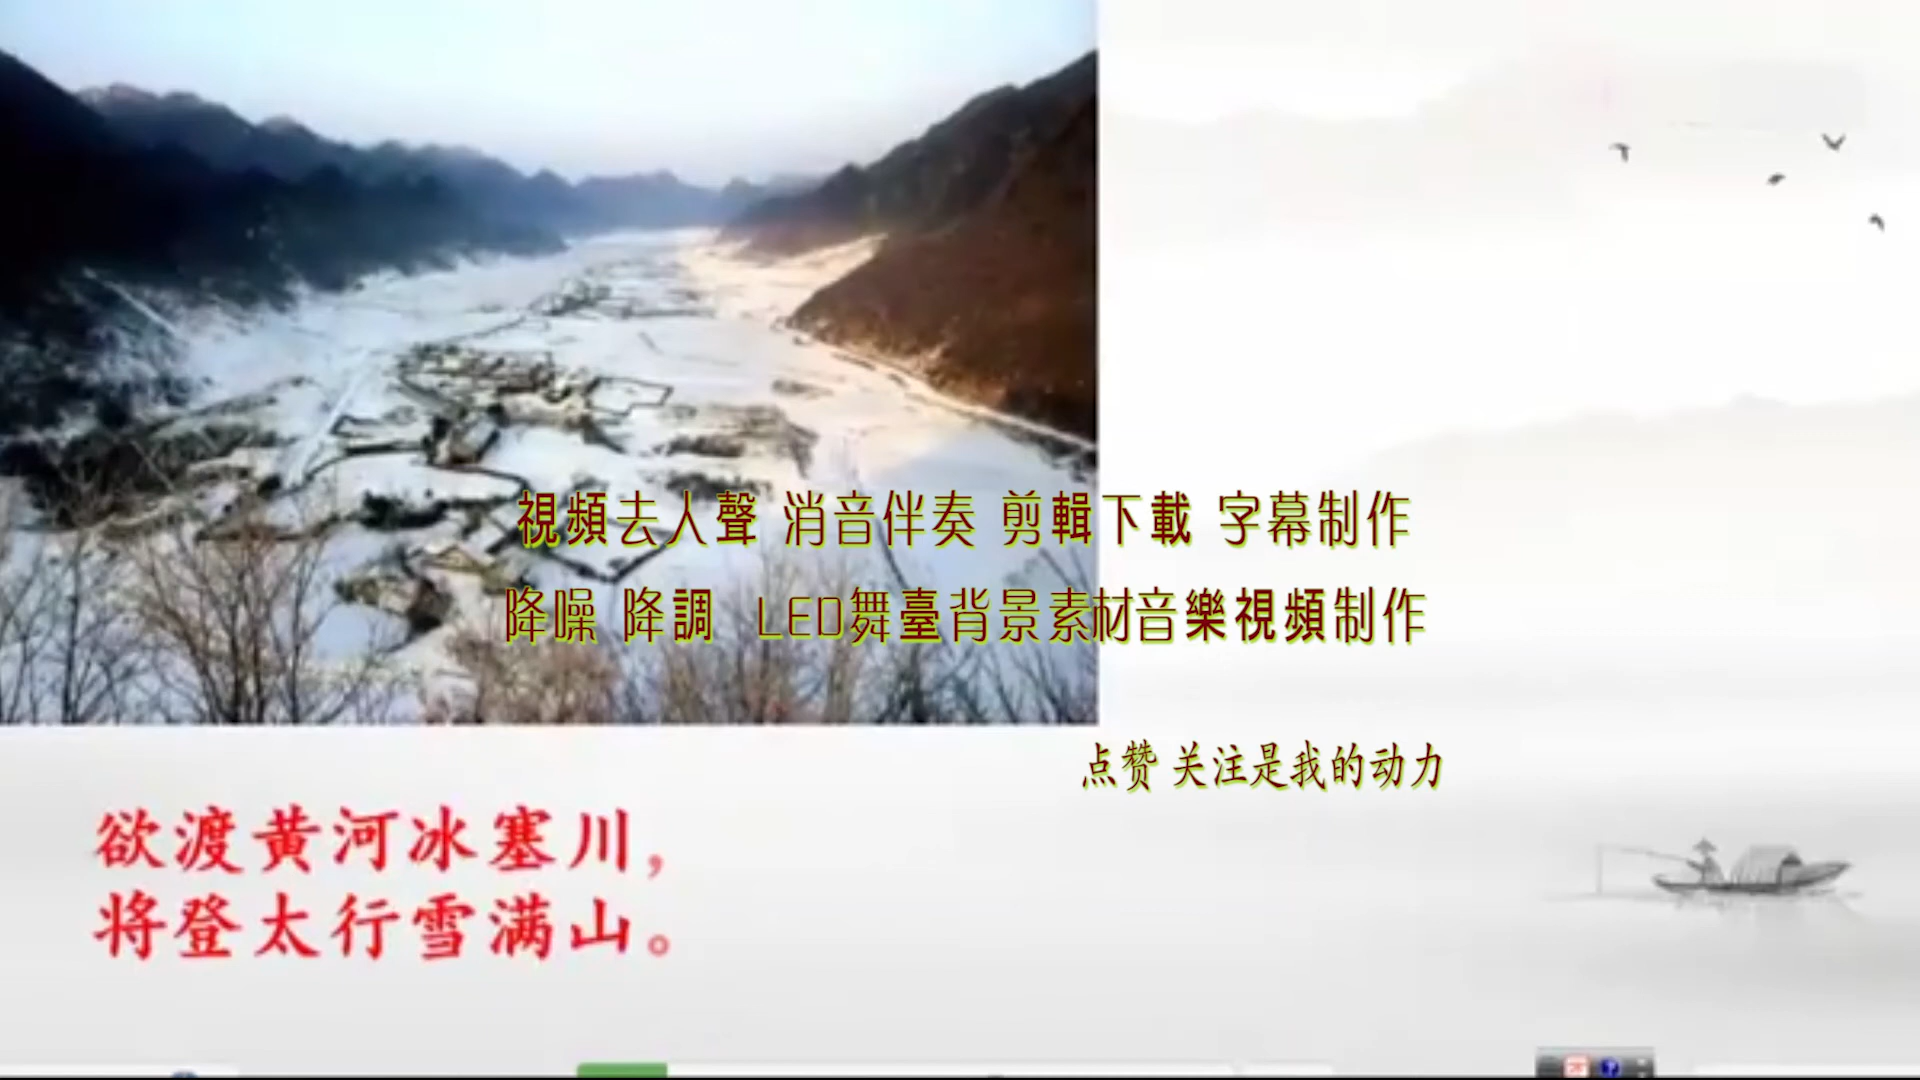 視頻去人聲 消音伴奏 剪輯下載 字幕制作
降噪 降調 LED舞臺背景素材音樂視頻制作
点赞 关注是我的动力
欲渡黄河冰塞川，
将登太行雪满山。